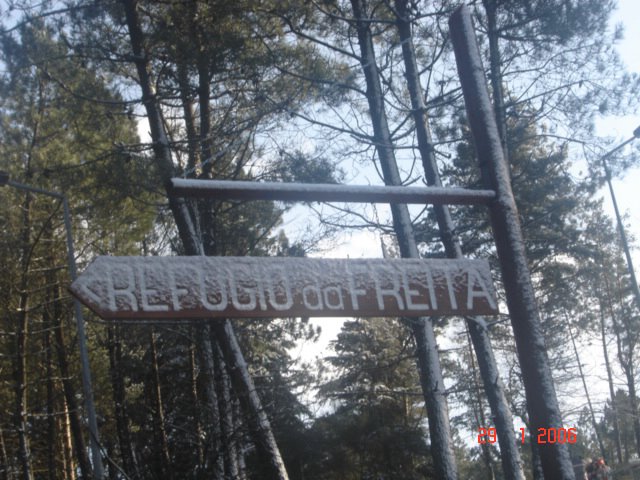 REFUGIO da FREITA
29 1 2006